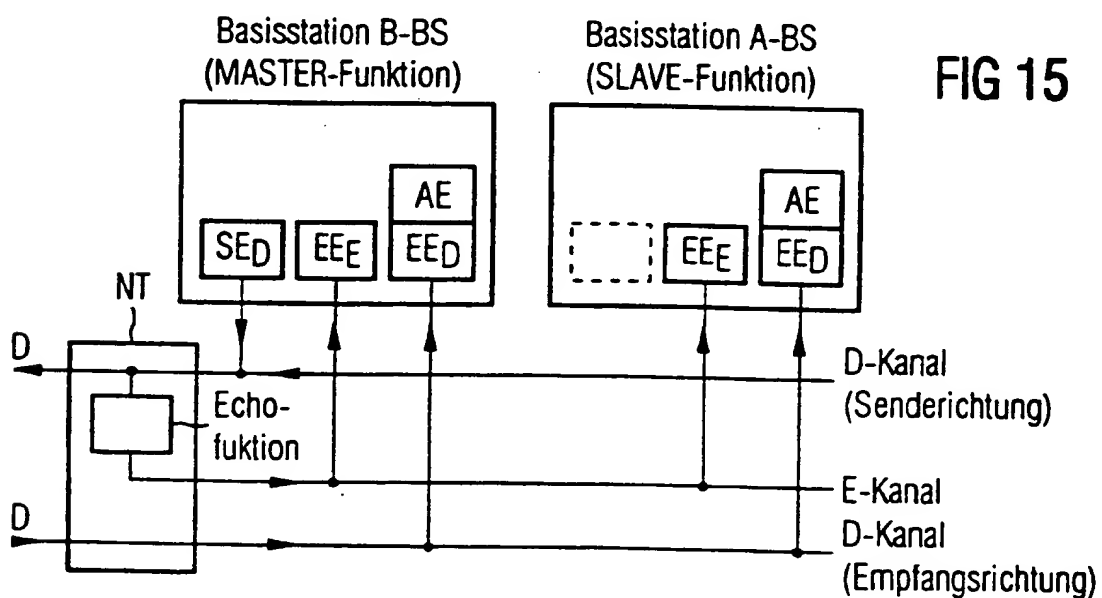 Basisstation B-BS
(MASTER-Funktion)
Basisstation A-BS
(SLAVE-Funktion)
FIG 15
AE
SED
EEE
EED
AE
EEE
EED
NT
D
D-Kanal
(Senderichtung)
Echo-
fuktion
E-Kanal
D
D-Kanal
(Empfangsrichtung)